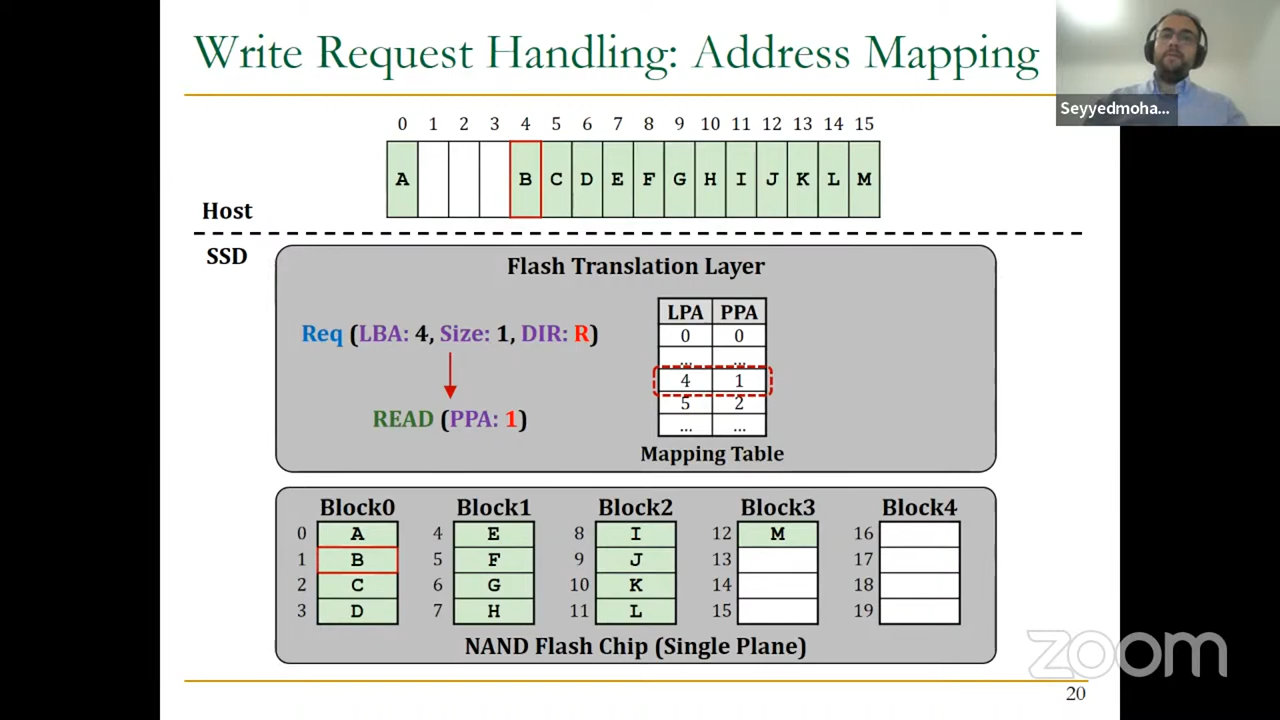 Write Request Handling: Address Mapping
Seyyedmoha...
0 1 2 3 4 5 6 7 8 9 10 11 12 13 14 15
A B C D E F G H I J K L M
Host
SSD
Flash Translation Layer
LPA PPA
Req (LBA: 4, Size: 1, DIR: R)
0 0
... ...
4 1
5 2
READ (PPA: 1)
... ...
Mapping Table
Block0 Block1 Block2 Block3 Block4
0 A 4 E 8 I 12 M 16
1 B 5 F 9 J 13 17
2 C 6 G 10 K 14 18
3 D 7 H 11 L 15 19
NAND Flash Chip (Single Plane)
zoom
20